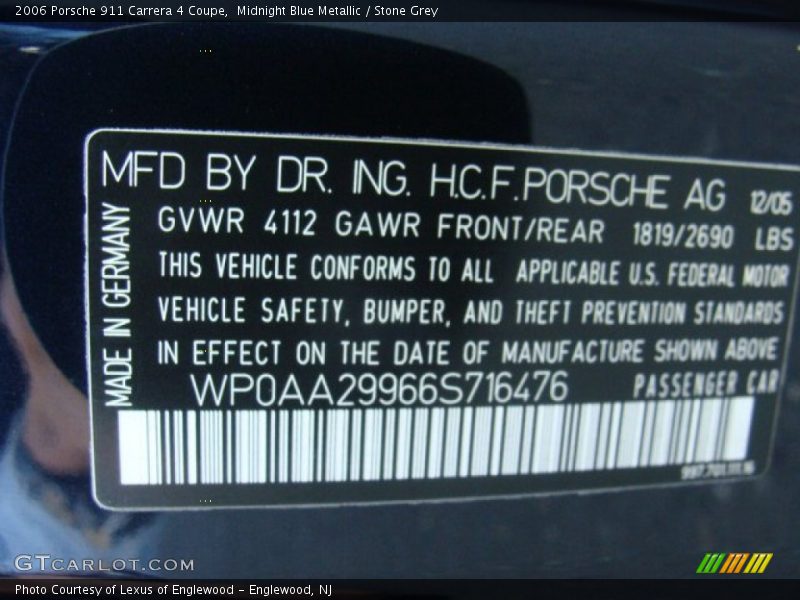 2006 Porsche 911 Carrera 4 Coupe,  Midnight Blue Metallic / Stone Grey
MFD BY DR. ING. H.C.F.PORSCHE AG 12/05
GVWR 4112 GAWR FRONT/REAR 1819/2690 LBS
THIS VEHICLE CONFORMS TO ALL APPLICABLE U.S. FEDERAL MOTOR
VEHICLE SAFETY, BUMPER, AND THEFT PREVENTION STANDARDS
IN EFFECT ON THE DATE OF MANUFACTURE SHOWN ABOVE
WP0AA29966S716476 PASSENGER CAR
MADE IN GERMANY
GTCARLOT.COM
Photo Courtesy of Lexus of Englewood – Englewood, NJ